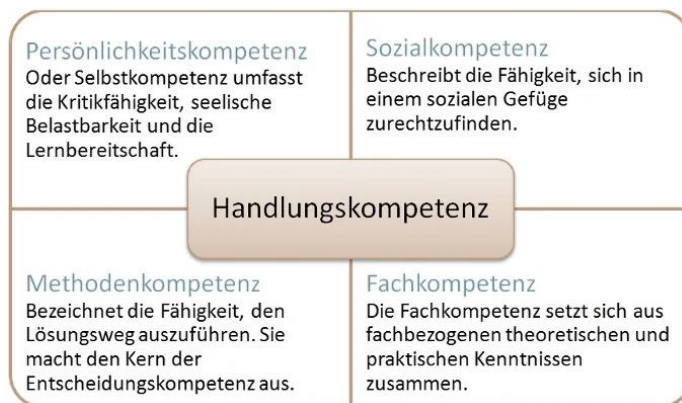 Persönlichkeitskompetenz
Oder Selbstkompetenz umfasst
die Kritikfähigkeit, seelische
Belastbarkeit und die
Lernbereitschaft.
Sozialkompetenz
Beschreibt die Fähigkeit, sich in
einem sozialen Gefüge
zurechtzufinden.
Handlungskompetenz
Methodenkompetenz
Bezeichnet die Fähigkeit, den
Lösungsweg auszuführen. Sie
macht den Kern der
Entscheidungskompetenz aus.
Fachkompetenz
Die Fachkompetenz setzt sich aus
fachbezogenen theoretischen und
praktischen Kenntnissen
zusammen.